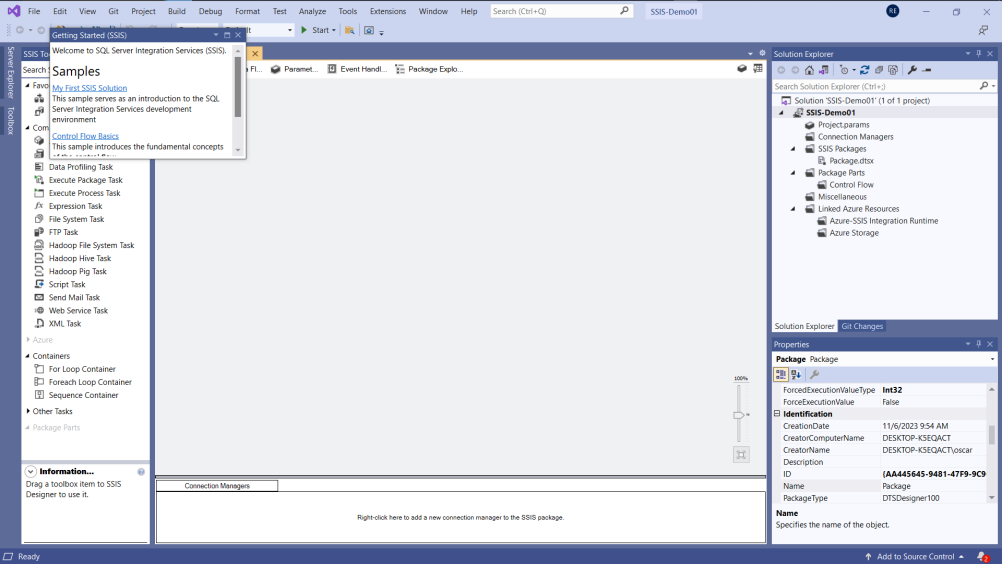 File Edit View Git Project Build Debug Format Test Analyze Tools Extensions Window Help Search (Ctrl+Q) SSIS-Demo01 RE
Start
Getting Started (SSIS)
Welcome to SQL Server Integration Services (SSIS).
Samples
My First SSIS Solution
This sample serves as an introduction to the SQL
Server Integration Services development
environment
Control Flow Basics
This sample introduces the fundamental concepts
Server Explorer
Toolbox
SSIS To
Search S
Favo
Com
Data Profiling Task
Execute Package Task
Execute Process Task
Expression Task
File System Task
FTP Task
Hadoop File System Task
Hadoop Hive Task
Hadoop Pig Task
Script Task
Send Mail Task
Web Service Task
XML Task
Azure
Containers
For Loop Container
Foreach Loop Container
Sequence Container
Other Tasks
Package Parts
Information...
Drag a toolbox item to SSIS
Designer to use it.
Fl... Paramet... Event Handl... Package Explo...
100%
Connection Managers
Right-click here to add a new connection manager to the SSIS package.
Solution Explorer
Search Solution Explorer (Ctrl+;)
Solution 'SSIS-Demo01' (1 of 1 project)
SSIS-Demo01
Project.params
Connection Managers
SSIS Packages
Package.dtsx
Package Parts
Control Flow
Miscellaneous
Linked Azure Resources
Azure-SSIS Integration Runtime
Azure Storage
Solution Explorer Git Changes
Properties
Package Package
ForcedExecutionValueType Int32
ForceExecutionValue False
Identification
CreationDate 11/6/2023 9:54 AM
CreatorComputerName DESKTOP-K5EQACT
CreatorName DESKTOP-K5EQACT\oscar
Description
ID {AA445645-9481-47F9-9C9
Name Package
PackageType DTSDesigner100
Name
Specifies the name of the object.
Ready
Add to Source Control
2